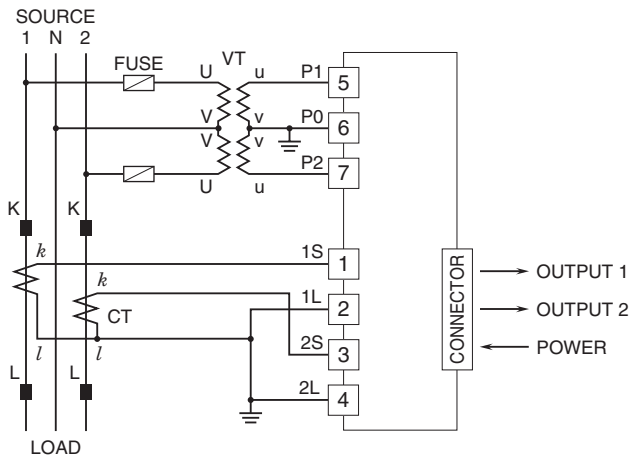 SOURCE
1 N 2
FUSE
VT
U u P1 5
V v P0 6
V v
U u P2 7
K K
k 1S 1
k 1L 2
CT
l l 2S 3
L L 2L 4
LOAD
CONNECTOR
OUTPUT 1
OUTPUT 2
POWER